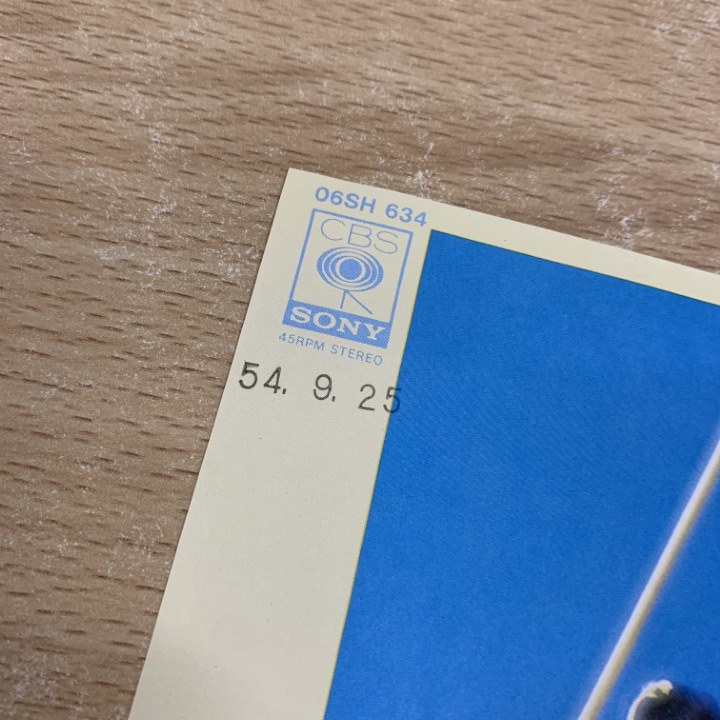 06SH 634
CBS
SONY
45RPM STEREO
54. 9. 25